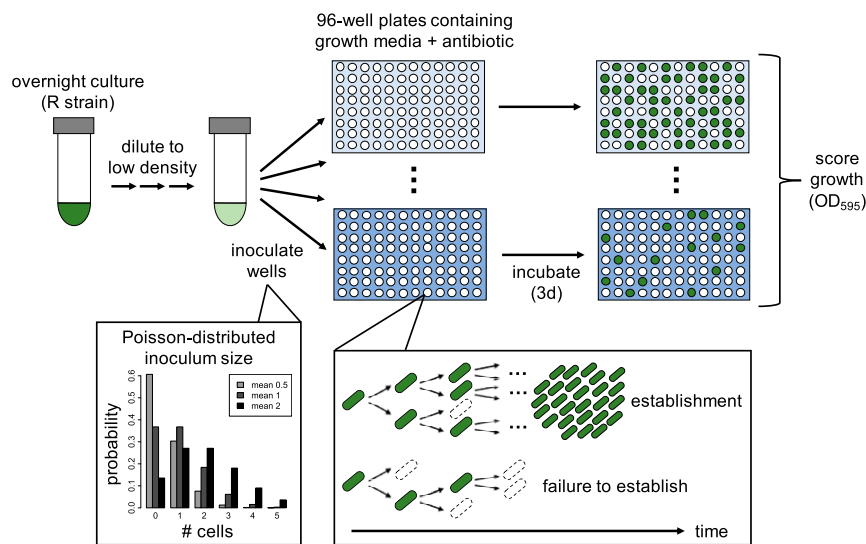 96-well plates containing
growth media + antibiotic
overnight culture
(R strain)
dilute to
low density
inoculate
wells
incubate
(3d)
score
growth
(OD595)
Poisson-distributed
inoculum size
mean 0.5
mean 1
mean 2
probability
0.0 0.1 0.2 0.3 0.4 0.5 0.6
0 1 2 3 4 5
# cells
...
establishment
...
...
failure to establish
time